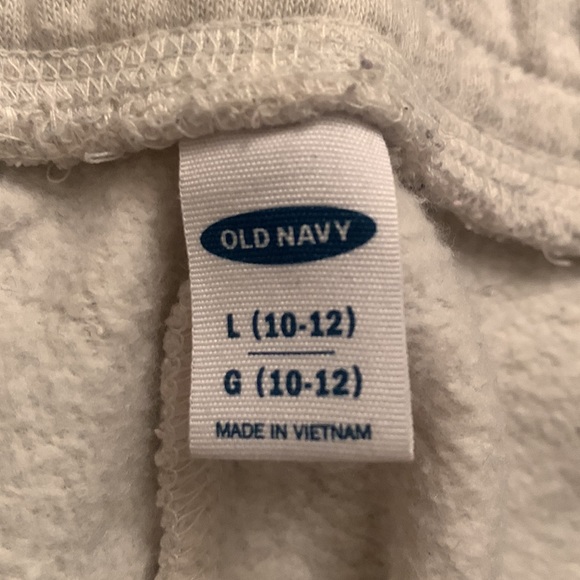 OLD NAVY
L (10-12)
G (10-12)
MADE IN VIETNAM